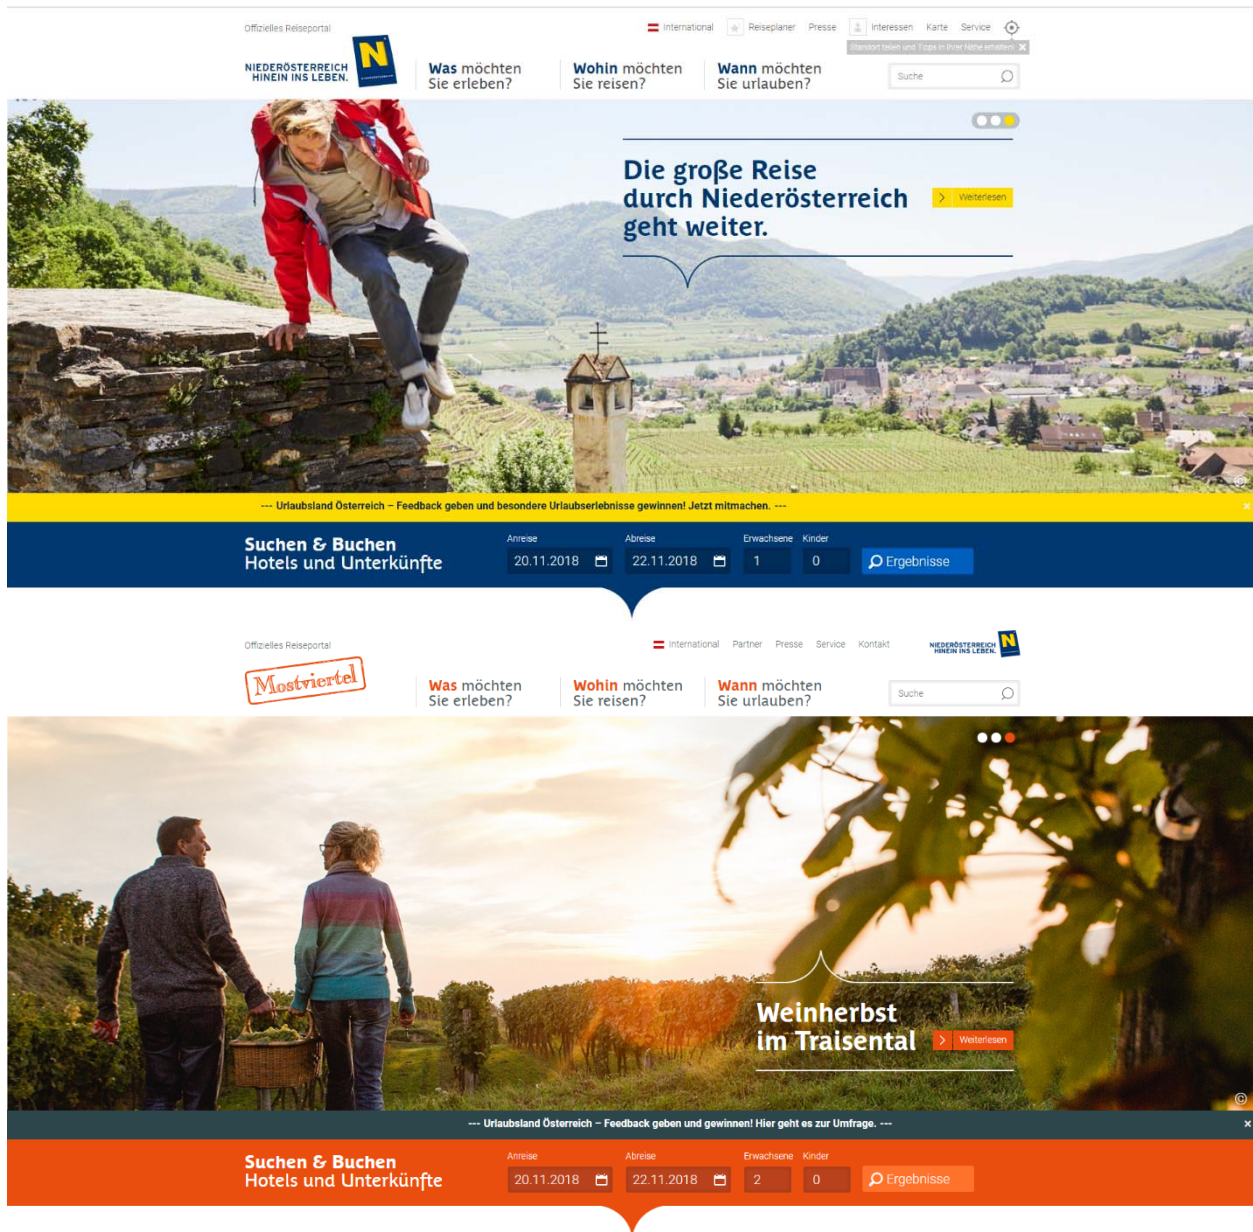 Offizielles Reiseportal
International Reiseplaner Presse Interessen Karte Service
Standort teilen und Tipps in Ihrer Nähe erhalten!
NIEDERÖSTERREICH
HINEIN INS LEBEN.
N
NIEDERÖSTERREICH
Was möchten
Sie erleben?
Wohin möchten
Sie reisen?
Wann möchten
Sie urlauben?
Suche
Die große Reise
durch Niederösterreich
geht weiter.
Weiterlesen
©
--- Urlaubsland Österreich – Feedback geben und besondere Urlaubserlebnisse gewinnen! Jetzt mitmachen. ---
Suchen & Buchen
Hotels und Unterkünfte
Anreise
20.11.2018
Abreise
22.11.2018
Erwachsene
1
Kinder
0
Ergebnisse
Offizielles Reiseportal
International Partner Presse Service Kontakt
NIEDERÖSTERREICH
HINEIN INS LEBEN.
N
Mostviertel
Was möchten
Sie erleben?
Wohin möchten
Sie reisen?
Wann möchten
Sie urlauben?
Suche
Weinherbst
im Traisental
Weiterlesen
©
--- Urlaubsland Österreich – Feedback geben und gewinnen! Hier geht es zur Umfrage. ---
Suchen & Buchen
Hotels und Unterkünfte
Anreise
20.11.2018
Abreise
22.11.2018
Erwachsene
2
Kinder
0
Ergebnisse